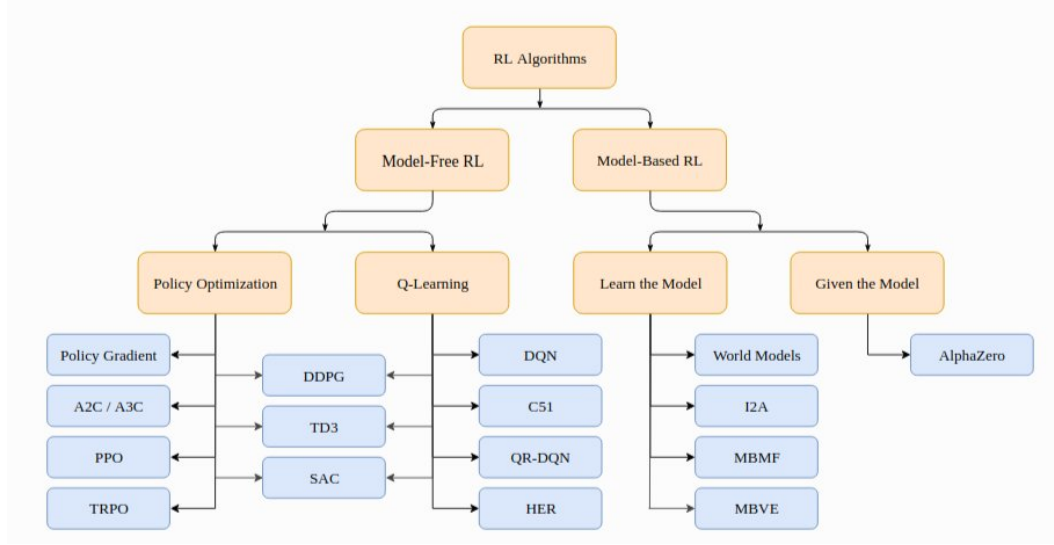 RL Algorithms
Model-Free RL
Model-Based RL
Policy Optimization
Q-Learning
Learn the Model
Given the Model
Policy Gradient
DDPG
DQN
World Models
AlphaZero
A2C / A3C
TD3
C51
I2A
PPO
SAC
QR-DQN
MBMF
TRPO
HER
MBVE